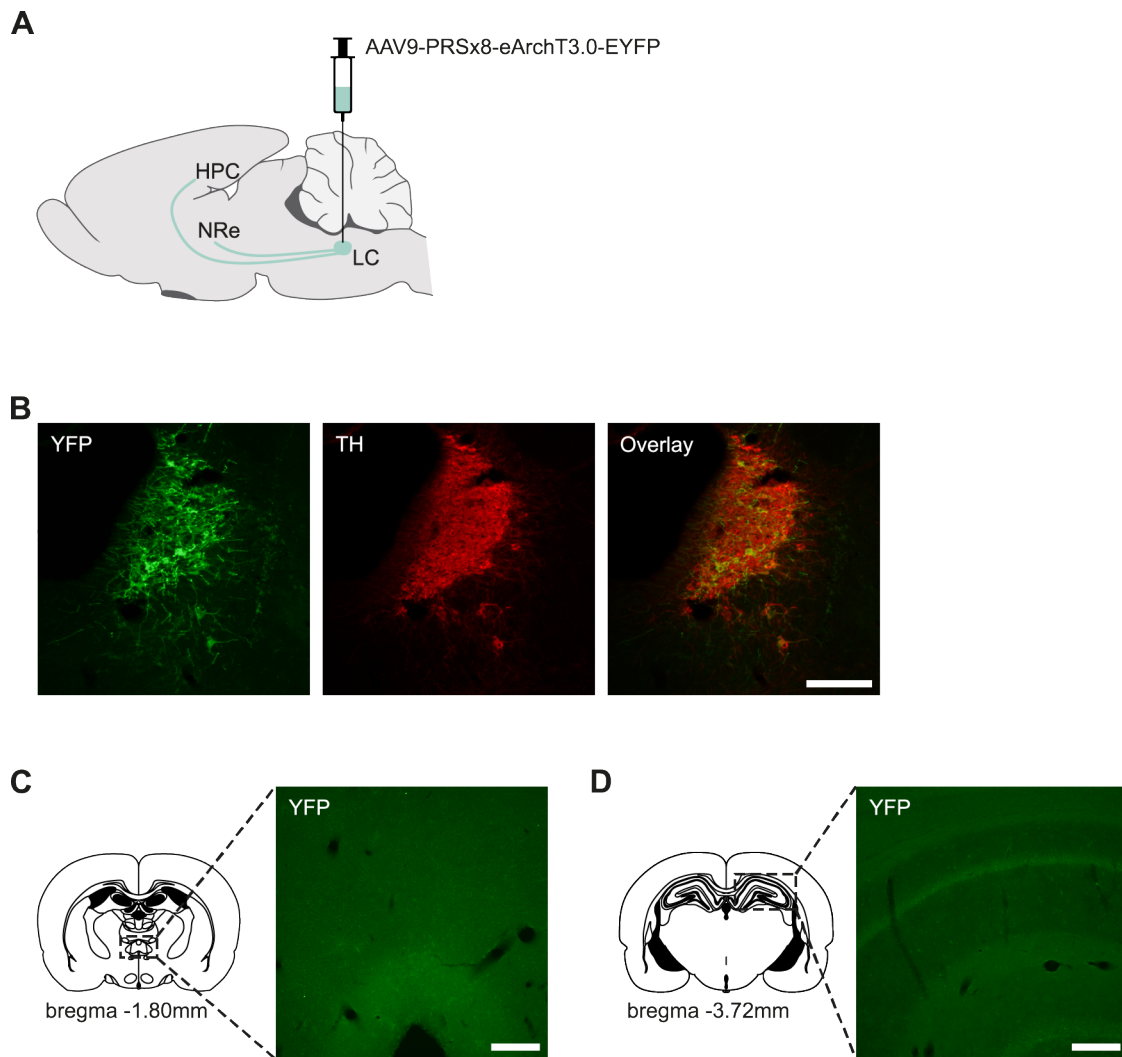 A
AAV9-PRSx8-eArchT3.0-EYFP
HPC
NRe
LC
B
YFP
TH
Overlay
C
YFP
bregma -1.80mm
D
YFP
bregma -3.72mm